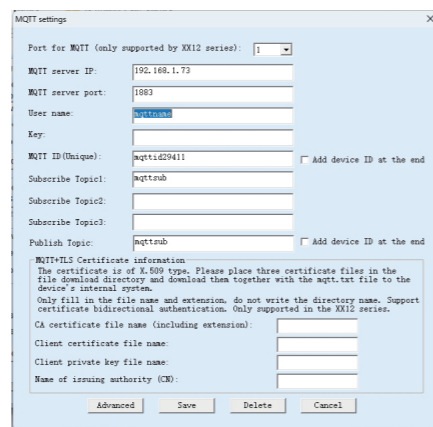 MQTT settings
Port for MQTT (only supported by XX12 series): 1
MQTT server IP: 192.168.1.73
MQTT server port: 1883
User name: mqttname
Key:
MQTT ID(Unique): mqttid29411 Add device ID at the end
Subscribe Topic1: mqttsub
Subscribe Topic2:
Subscribe Topic3:
Publish Topic: mqttsub Add device ID at the end
MQTT+TLS Certificate information
The certificate is of X.509 type. Please place three certificate files in the
file download directory and download them together with the mqtt.txt file to the
device's internal system.
Only fill in the file name and extension, do not write the directory name. Support
certificate bidirectional authentication. Only supported in the XX12 series.
CA certificate file name (including extension):
Client certificate file name:
Client private key file name:
Name of issuing authority (CN):
Advanced Save Delete Cancel